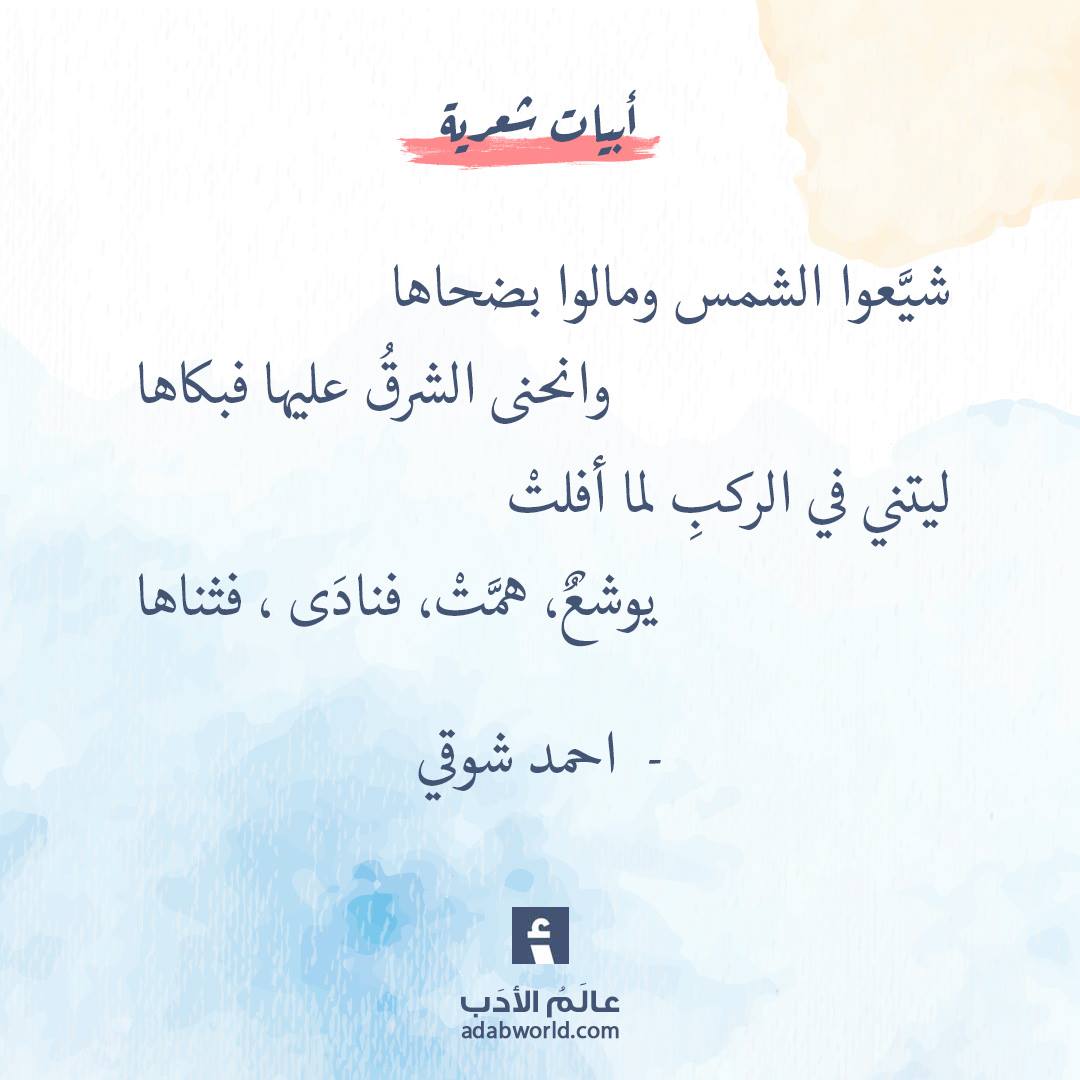 أبيات شعرية
شيَّعوا الشمس ومالوا بضحاها
وانحنى الشرقُ عليها فبكاها
ليتني في الركبِ لما أفلتْ
يوشعٌ، همَّتْ، فنادَى ، فثناها
- احمد شوقي
أ
عالَمُ الأدَب
adabworld.com